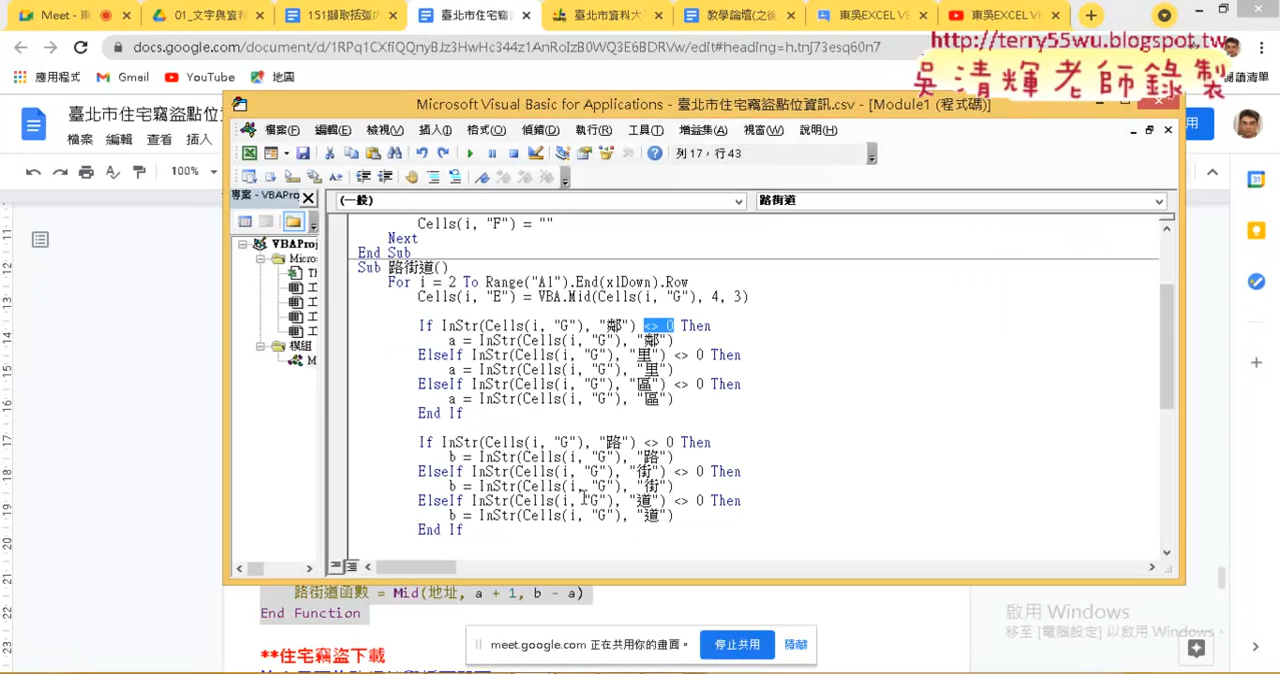 Meet - 東
01_文字與資料
151擷取括弧內
臺北市住宅竊
臺北市資料大平
教學論壇(之後
東吳EXCEL VE
東吳EXCEL VE
docs.google.com/document/d/1RPq1CXfiQQnyBJz3HwHc344z1AnRoIzB0WQ3E6BDRVw/edit#heading=h.tnj73esq60n7
http://terry55wu.blogspot.tw
吳清輝老師錄製
應用程式
Gmail
YouTube
地圖
閱讀清單
臺北市住宅竊盜點位
檔案 編輯 查看 插入
100%
Microsoft Visual Basic for Applications - 臺北市住宅竊盜點位資訊.csv - [Module1 (程式碼)]
檔案(F) 編輯(E) 檢視(V) 插入(I) 格式(O) 偵錯(D) 執行(R) 工具(T) 增益集(A) 視窗(W) 說明(H)
列 17，行 43
專案 - VBAPro
(一般)
路街道
VBAProj
Micro
模組
Cells(i, "F") = ""
Next
End Sub
Sub 路街道()
For i = 2 To Range("A1").End(xlDown).Row
Cells(i, "E") = VBA.Mid(Cells(i, "G"), 4, 3)
If InStr(Cells(i, "G"), "鄰") <> 0 Then
a = InStr(Cells(i, "G"), "鄰")
ElseIf InStr(Cells(i, "G"), "里") <> 0 Then
a = InStr(Cells(i, "G"), "里")
ElseIf InStr(Cells(i, "G"), "區") <> 0 Then
a = InStr(Cells(i, "G"), "區")
End If
If InStr(Cells(i, "G"), "路") <> 0 Then
b = InStr(Cells(i, "G"), "路")
ElseIf InStr(Cells(i, "G"), "街") <> 0 Then
b = InStr(Cells(i, "G"), "街")
ElseIf InStr(Cells(i, "G"), "道") <> 0 Then
b = InStr(Cells(i, "G"), "道")
End If
路街道函數 = Mid(地址, a + 1, b - a)
End Function
**住宅竊盜下載
meet.google.com 正在共用你的畫面。
停止共用
隱藏
啟用 Windows
移至 [電腦設定] 以啟用 Windows。